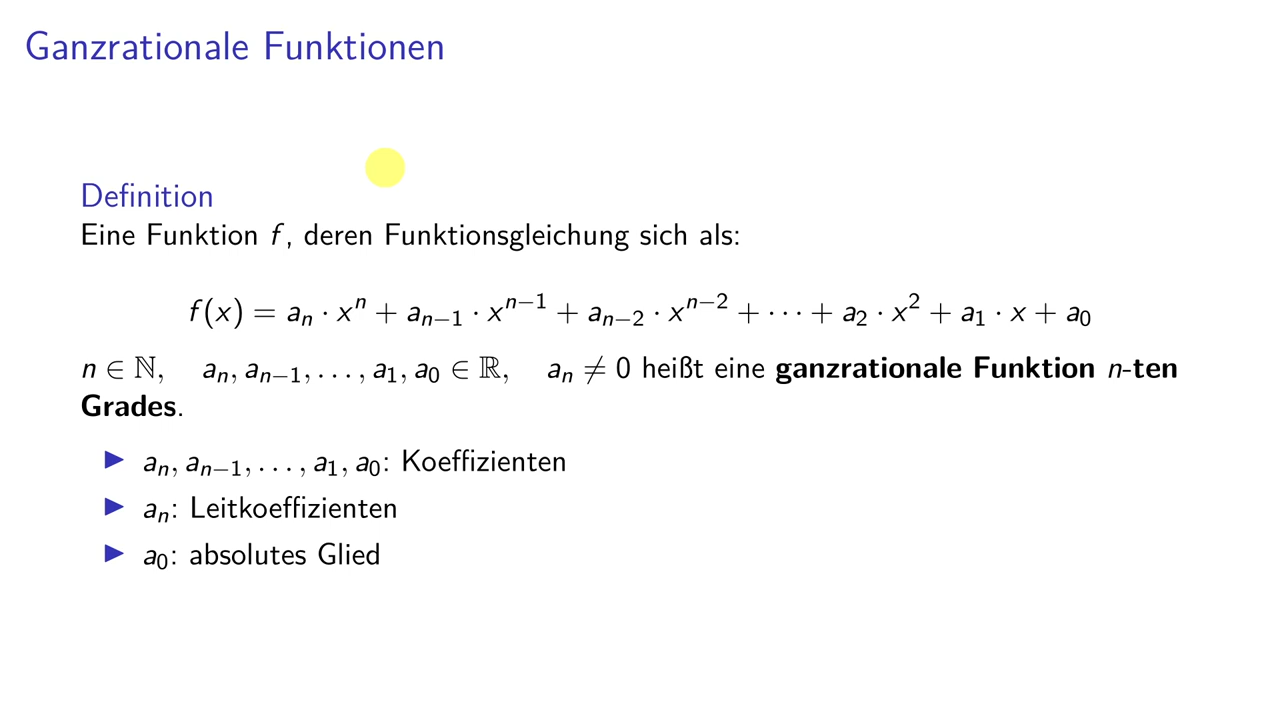 Ganzrationale Funktionen
Definition
Eine Funktion f, deren Funktionsgleichung sich als:
f(x) = aₙ · xⁿ + aₙ₋₁ · xⁿ⁻¹ + aₙ₋₂ · xⁿ⁻² + ··· + a₂ · x² + a₁ · x + a₀
n ∈ ℕ, aₙ, aₙ₋₁, …, a₁, a₀ ∈ ℝ, aₙ ≠ 0 heißt eine ganzrationale Funktion n-ten
Grades.
▶ aₙ, aₙ₋₁, …, a₁, a₀: Koeffizienten
▶ aₙ: Leitkoeffizienten
▶ a₀: absolutes Glied